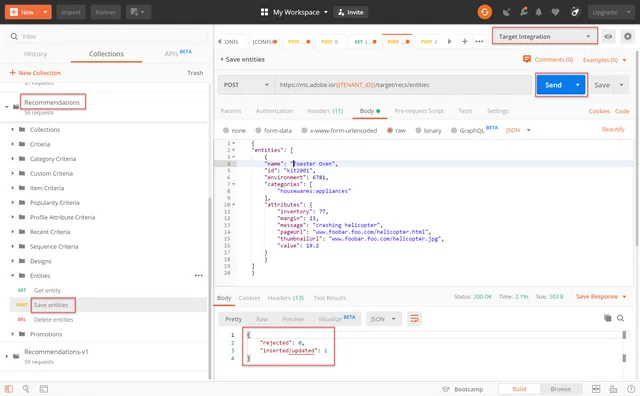 New
Import
Runner
My Workspace
Invite
Upgrade
Filter
History
Collections
APIs BETA
New Collection
Trash
37 requests
Recommendations
56 requests
Collections
Criteria
Category Criteria
Custom Criteria
Item Criteria
Popularity Criteria
Profile Attribute Criteria
Recent Criteria
Sequence Criteria
Designs
Entities
GET Get entity
POST Save entities
DEL Delete entities
Promotions
Recommendations-v1
59 requests
Target Integration
Save entities
Comments (0)
Examples (0)
POST
https://mc.adobe.io/{{TENANT_ID}}/target/recs/entities
Send
Save
Params
Authorization
Headers (11)
Body
Pre-request Script
Tests
Settings
Cookies
Code
none
form-data
x-www-form-urlencoded
raw
binary
GraphQL BETA
JSON
Beautify
1 {
2 "entities": [
3 {
4 "name": "Toaster Oven",
5 "id": "kit2001",
6 "environment": 6781,
7 "categories": [
8 "housewares:appliances"
9 ],
10 "attributes": {
11 "inventory": 77,
12 "margin": 23,
13 "message": "crashing helicopter",
14 "pageUrl": "www.foobar.foo.com/helicopter.html",
15 "thumbnailUrl": "www.foobar.foo.com/helicopter.jpg",
16 "value": 19.2
17 }
18 }
19 ]
20 }
Body
Cookies
Headers (13)
Test Results
Status: 200 OK
Time: 2.19s
Size: 503 B
Save Response
Pretty
Raw
Preview
Visualize BETA
JSON
1 {
2 "rejected": 0,
3 "inserted/updated": 1
4 }
Bootcamp
Build
Browse